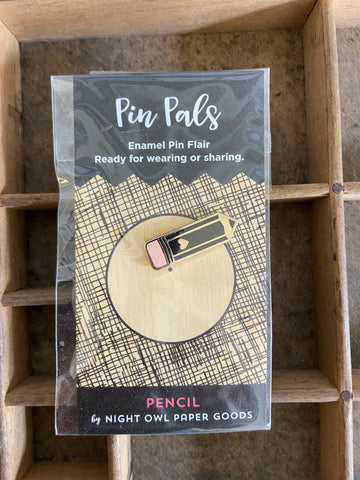 Pin Pals
Enamel Pin Flair
Ready for wearing or sharing.
PENCIL
by NIGHT OWL PAPER GOODS